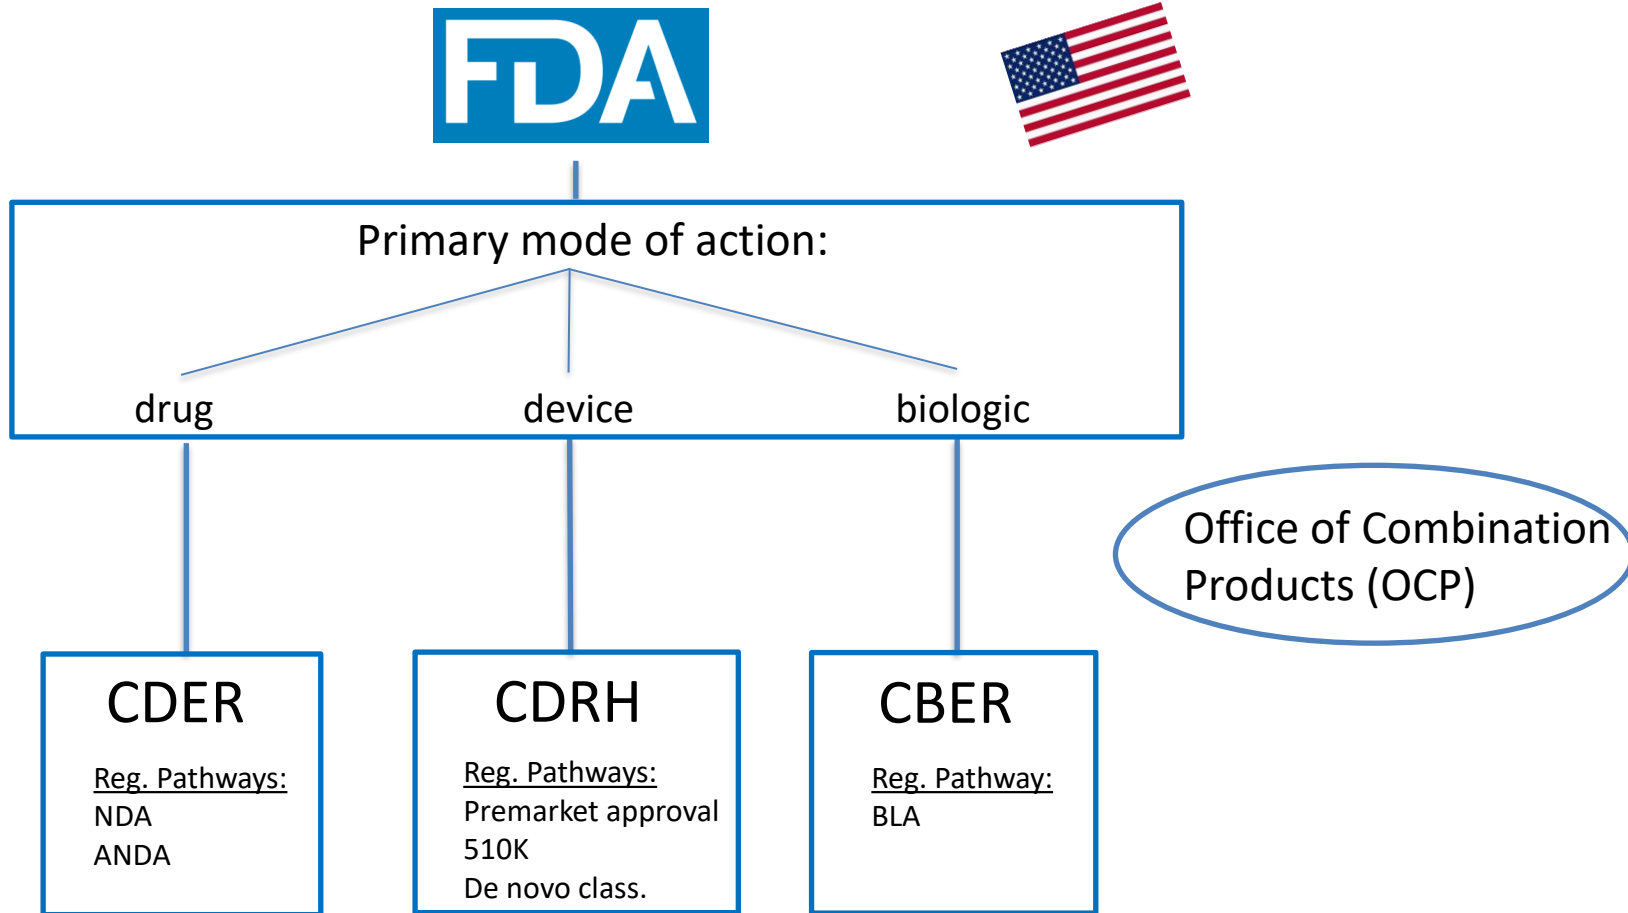 FDA
Primary mode of action:
drug
device
biologic
Office of Combination
Products (OCP)
CDER
Reg. Pathways:
NDA
ANDA
CDRH
Reg. Pathways:
Premarket approval
510K
De novo class.
CBER
Reg. Pathway:
BLA